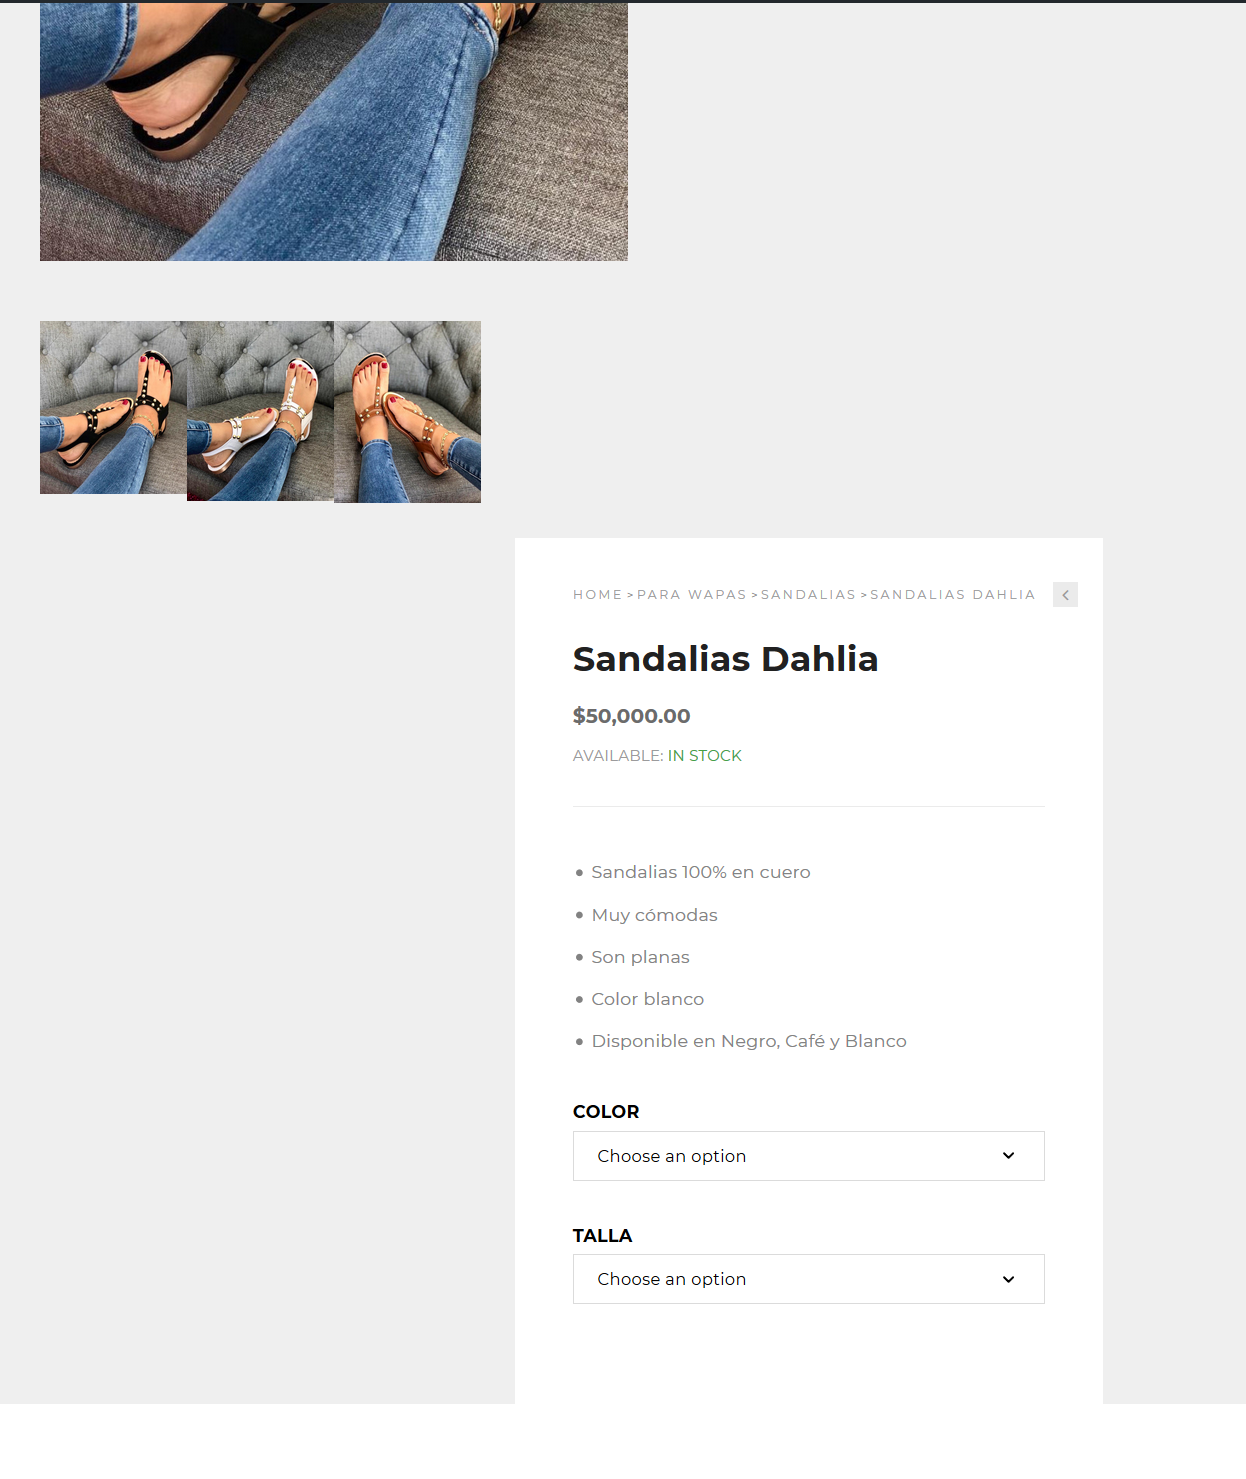 HOME > PARA WAPAS > SANDALIAS > SANDALIAS DAHLIA
Sandalias Dahlia
$50,000.00
AVAILABLE: IN STOCK
• Sandalias 100% en cuero
• Muy cómodas
• Son planas
• Color blanco
• Disponible en Negro, Café y Blanco
COLOR
Choose an option
TALLA
Choose an option